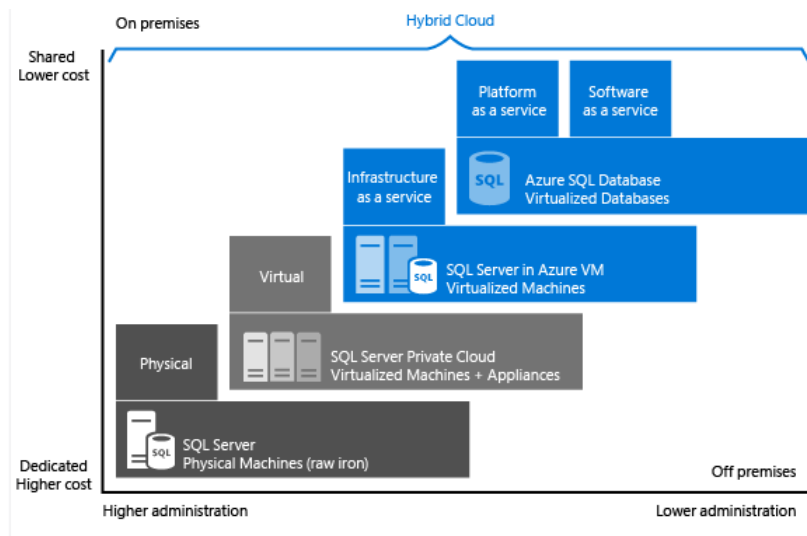 On premises
Hybrid Cloud
Shared
Lower cost
Platform
as a service
Software
as a service
Infrastructure
as a service
SQL
Azure SQL Database
Virtualized Databases
Virtual
SQL
SQL Server in Azure VM
Virtualized Machines
Physical
SQL Server Private Cloud
Virtualized Machines + Appliances
SQL
SQL Server
Physical Machines (raw iron)
Dedicated
Higher cost
Off premises
Higher administration
Lower administration